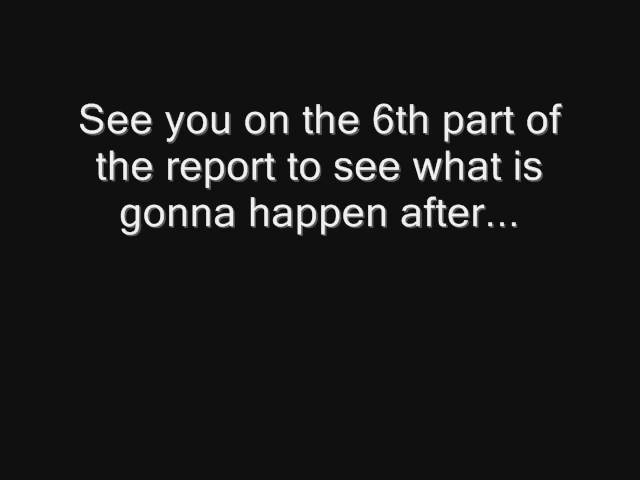 See you on the 6th part of
the report to see what is
gonna happen after...